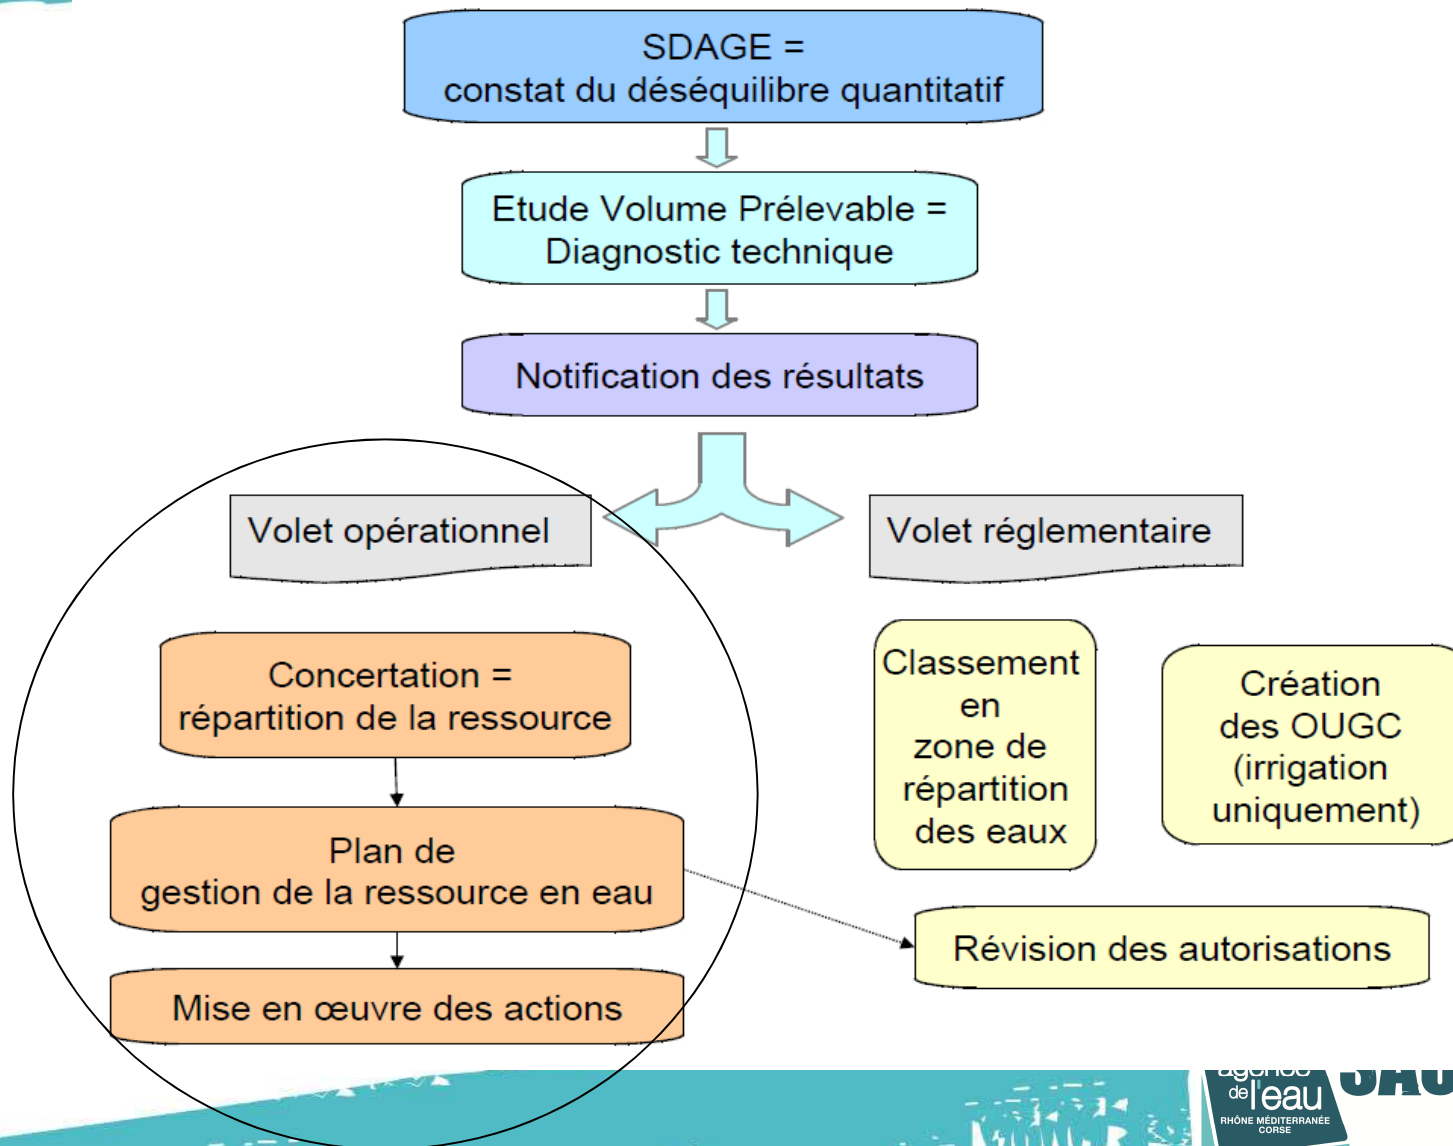 SDAGE =
constat du déséquilibre quantitatif
Etude Volume Prélevable =
Diagnostic technique
Notification des résultats
Volet opérationnel
Volet réglementaire
Concertation =
répartition de la ressource
Plan de
gestion de la ressource en eau
Mise en œuvre des actions
Classement
en
zone de
répartition
des eaux
Création
des OUGC
(irrigation
uniquement)
Révision des autorisations
agence
de l'eau
RHÔNE MÉDITERRANÉE
CORSE